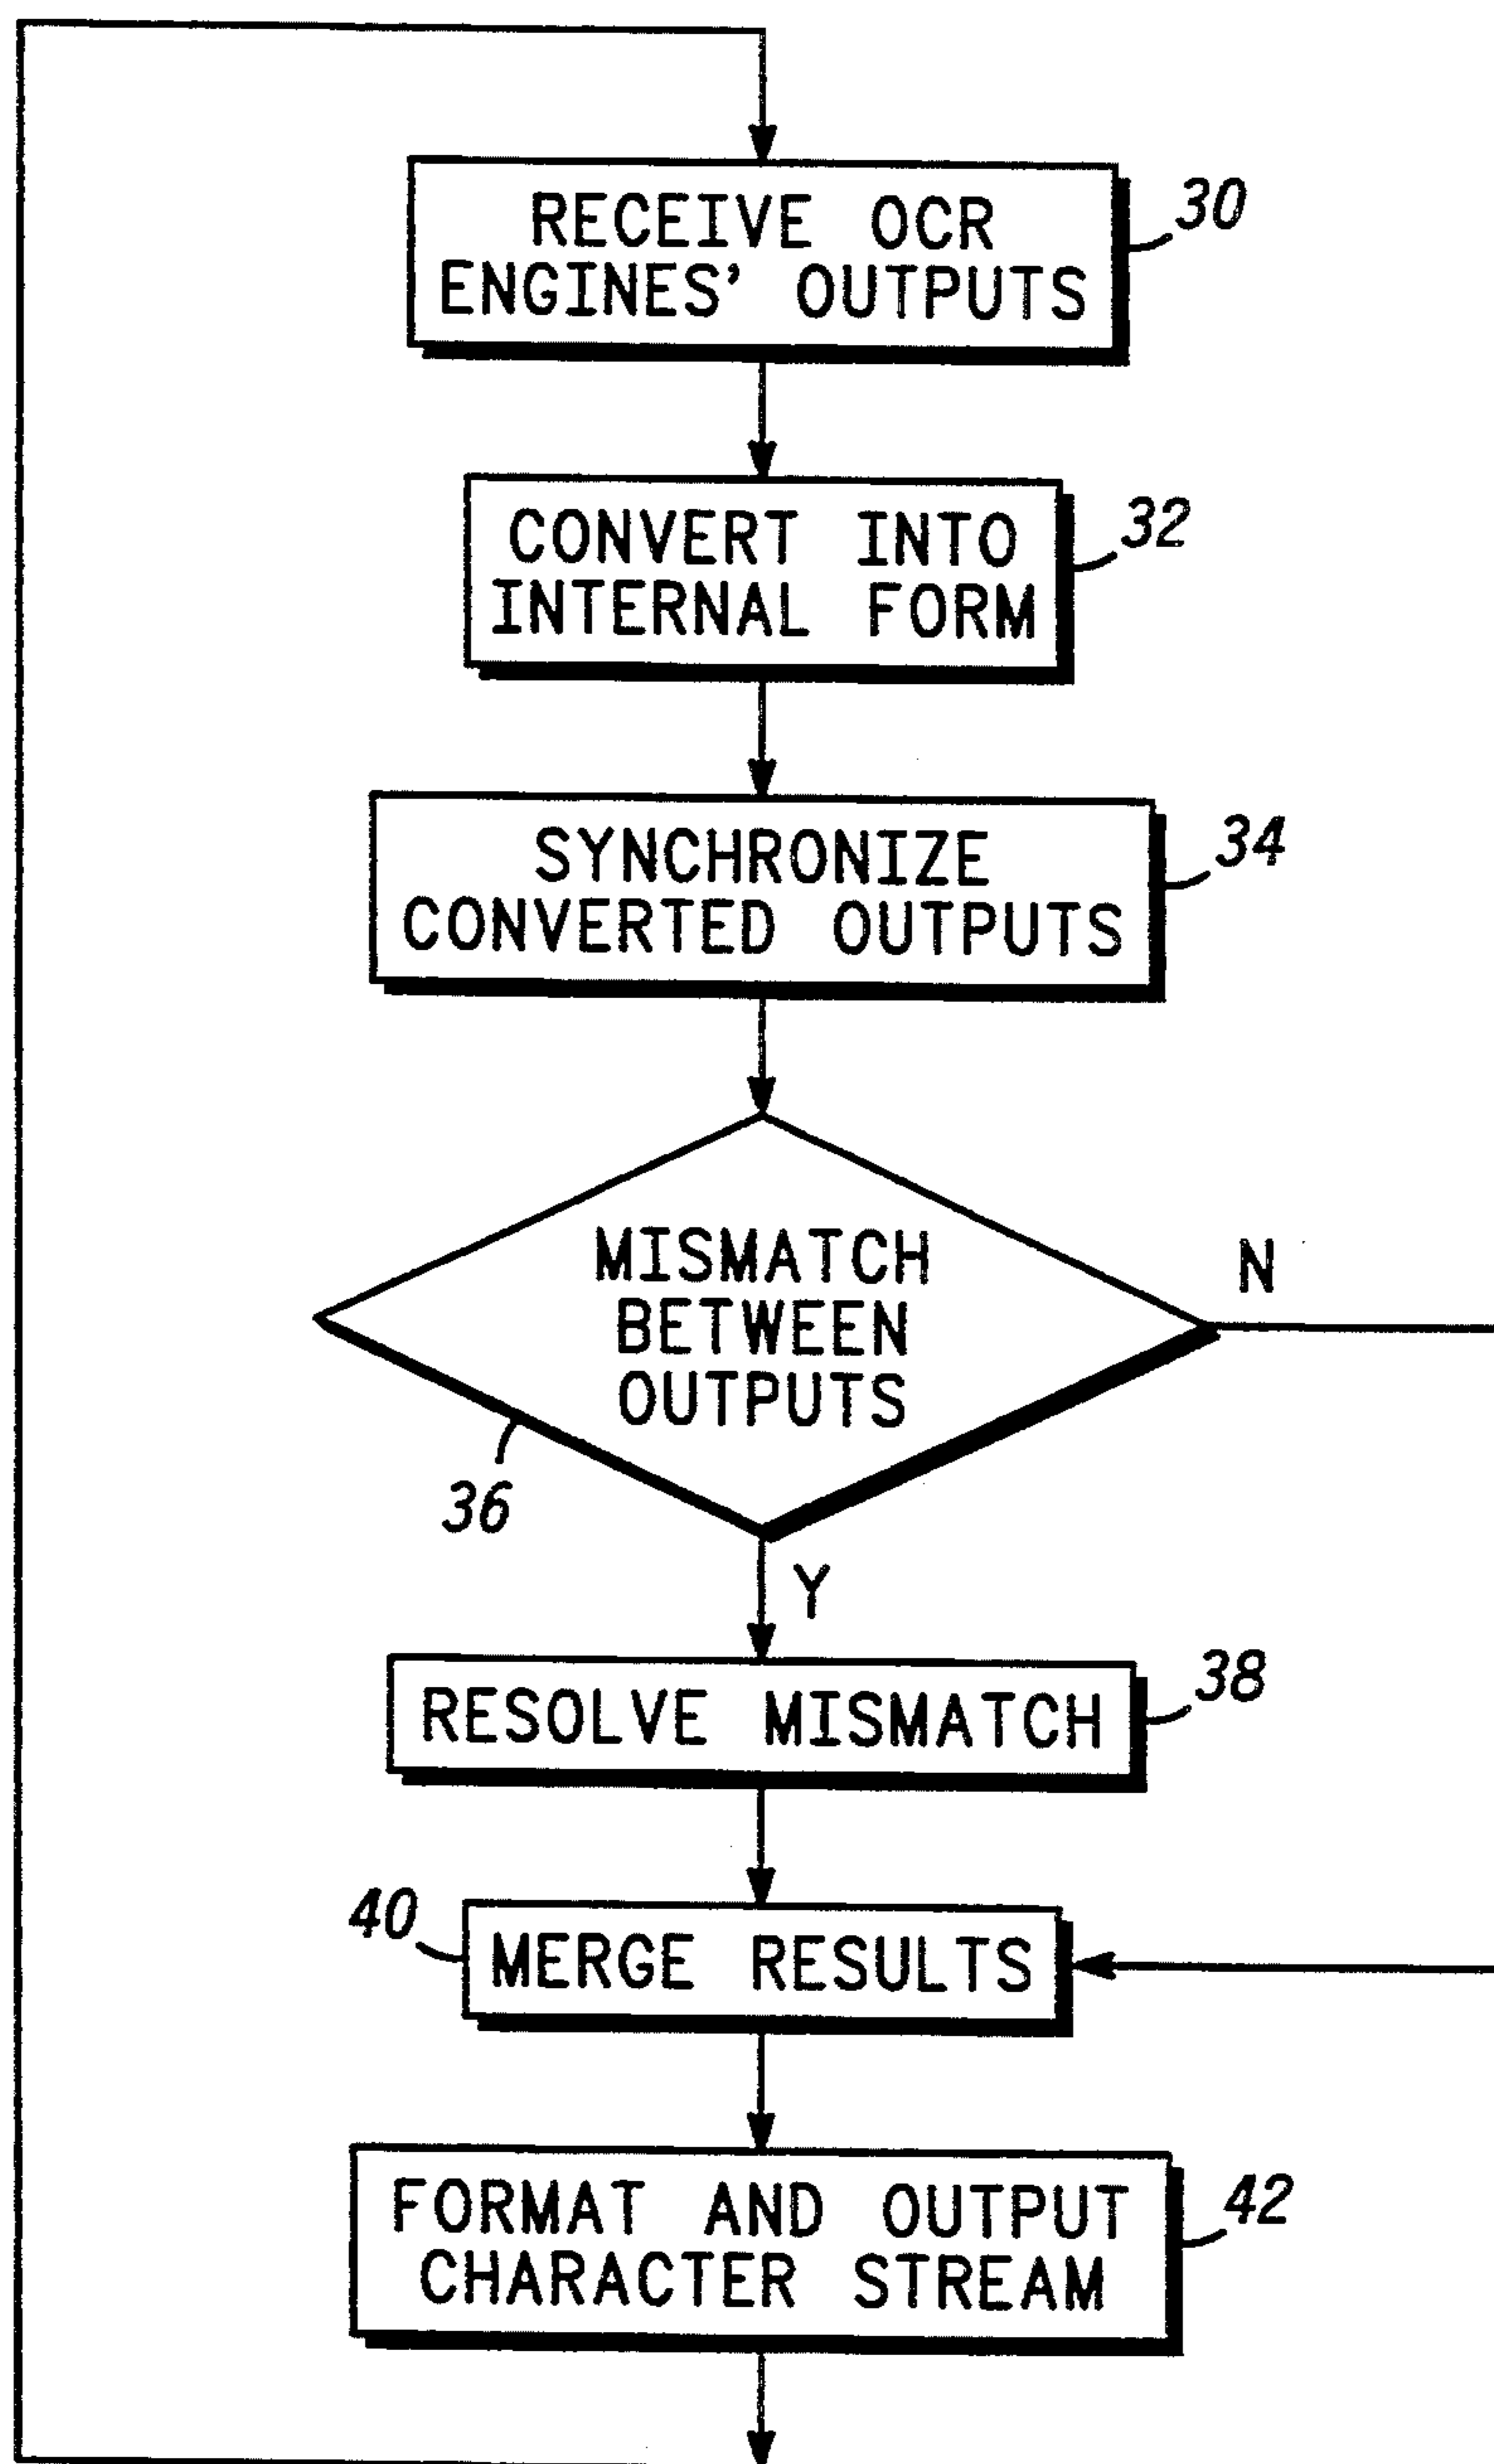 RECEIVE OCR
ENGINES' OUTPUTS
30
CONVERT INTO
INTERNAL FORM
32
SYNCHRONIZE
CONVERTED OUTPUTS
34
MISMATCH
BETWEEN
OUTPUTS
N
36
Y
RESOLVE MISMATCH
38
40
MERGE RESULTS
FORMAT AND OUTPUT
CHARACTER STREAM
42